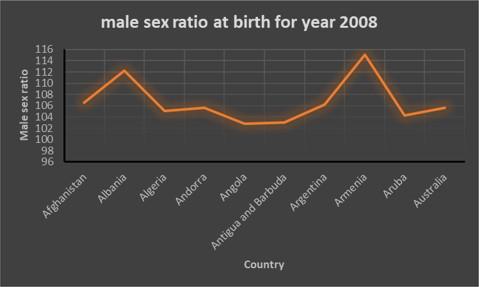 male sex ratio at birth for year 2008
Male sex ratio
116
114
112
110
108
106
104
102
100
98
96
Afghanistan
Albania
Algeria
Andorra
Angola
Antigua and Barbuda
Argentina
Armenia
Aruba
Australia
Country